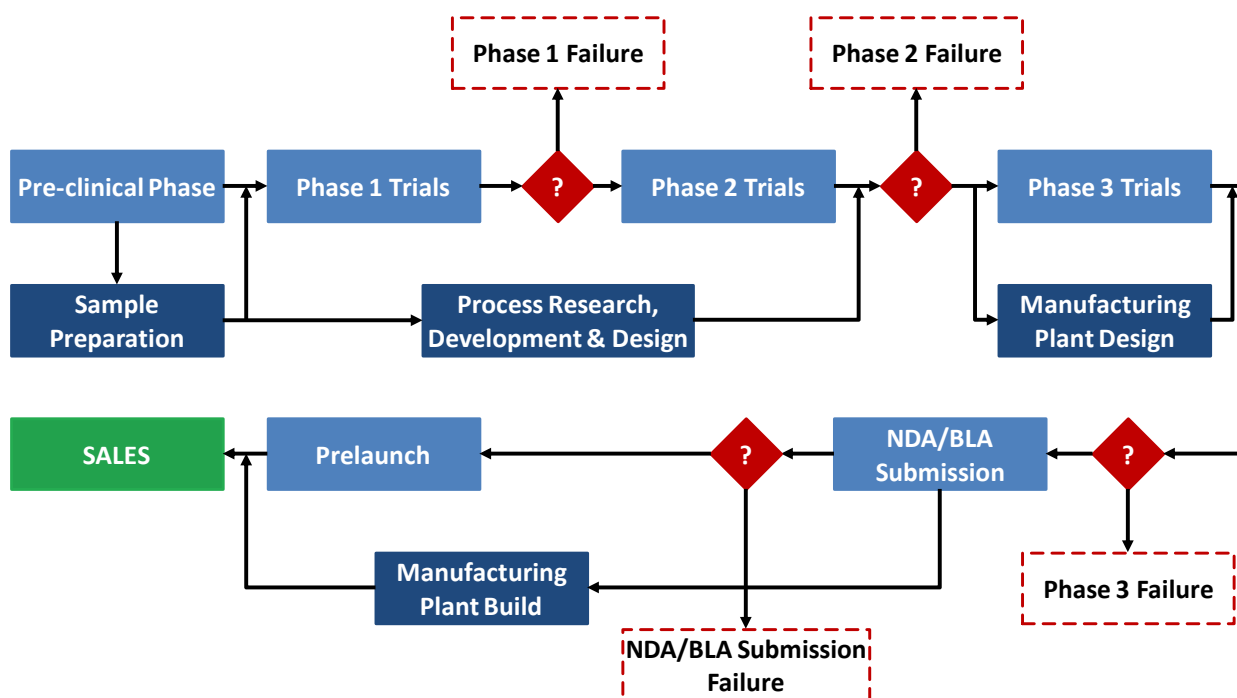 Phase 1 Failure
Phase 2 Failure
Pre-clinical Phase
Phase 1 Trials
?
Phase 2 Trials
?
Phase 3 Trials
Sample
Preparation
Process Research,
Development & Design
Manufacturing
Plant Design
SALES
Prelaunch
?
NDA/BLA
Submission
?
Manufacturing
Plant Build
Phase 3 Failure
NDA/BLA Submission
Failure